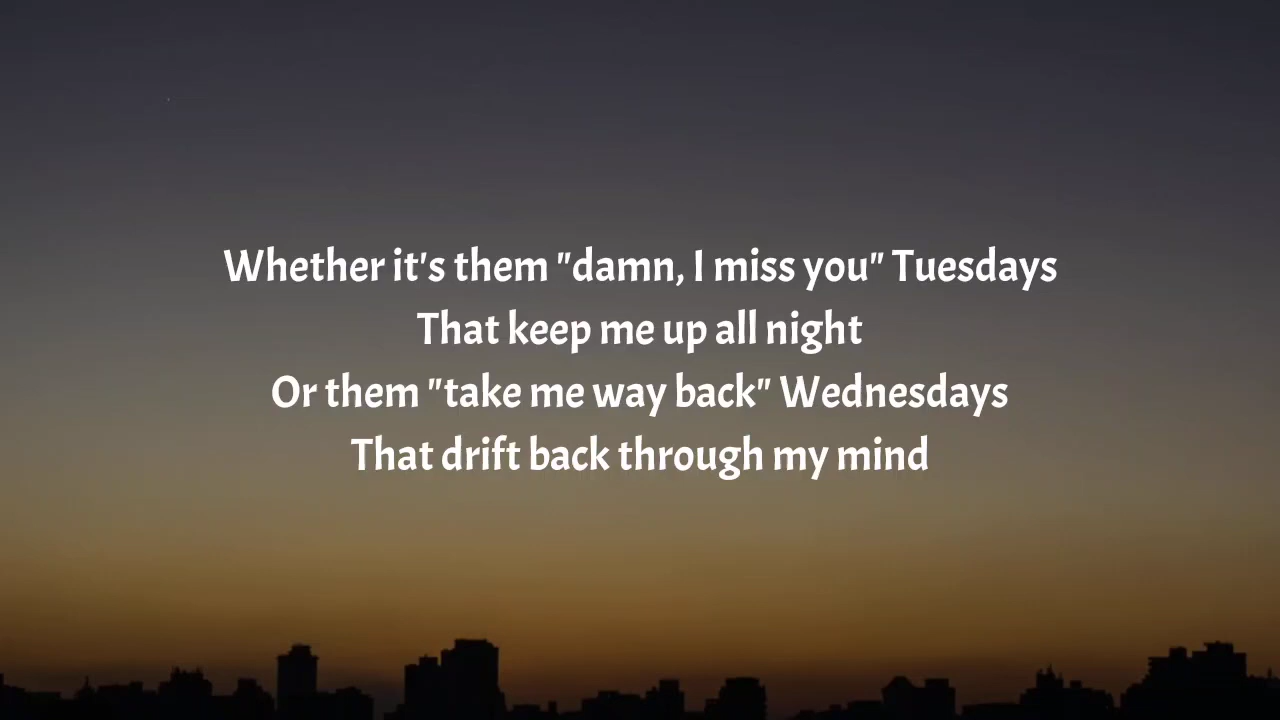 Whether it's them "damn, I miss you" Tuesdays
That keep me up all night
Or them "take me way back" Wednesdays
That drift back through my mind